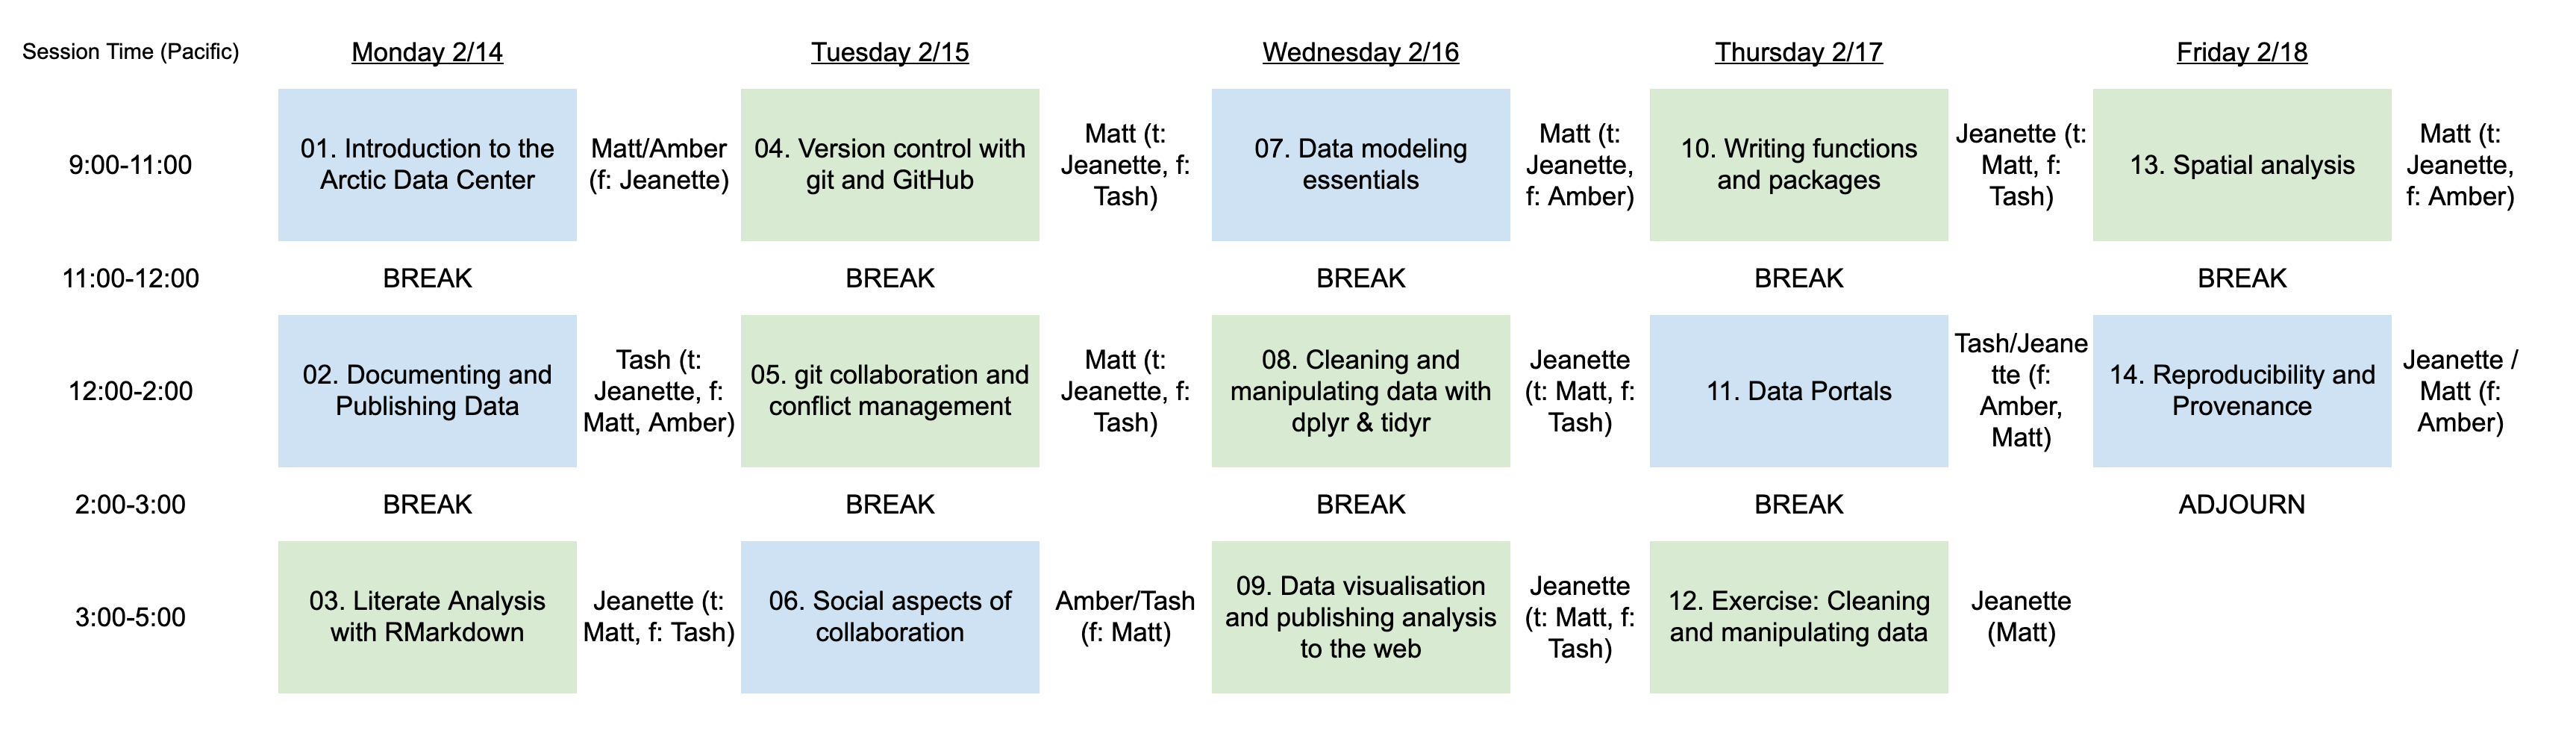 Session Time (Pacific)
Monday 2/14
Tuesday 2/15
Wednesday 2/16
Thursday 2/17
Friday 2/18
9:00-11:00
01. Introduction to the
Arctic Data Center
Matt/Amber
(f: Jeanette)
04. Version control with
git and GitHub
Matt (t:
Jeanette, f:
Tash)
07. Data modeling
essentials
Matt (t:
Jeanette,
f: Amber)
10. Writing functions
and packages
Jeanette (t:
Matt, f:
Tash)
13. Spatial analysis
Matt (t:
Jeanette,
f: Amber)
11:00-12:00
BREAK
BREAK
BREAK
BREAK
BREAK
12:00-2:00
02. Documenting and
Publishing Data
Tash (t:
Jeanette, f:
Matt, Amber)
05. git collaboration and
conflict management
Matt (t:
Jeanette, f:
Tash)
08. Cleaning and
manipulating data with
dplyr & tidyr
Jeanette
(t: Matt, f:
Tash)
11. Data Portals
Tash/Jeane
tte (f:
Amber,
Matt)
14. Reproducibility and
Provenance
Jeanette /
Matt (f:
Amber)
2:00-3:00
BREAK
BREAK
BREAK
BREAK
ADJOURN
3:00-5:00
03. Literate Analysis
with RMarkdown
Jeanette (t:
Matt, f: Tash)
06. Social aspects of
collaboration
Amber/Tash
(f: Matt)
09. Data visualisation
and publishing analysis
to the web
Jeanette
(t: Matt, f:
Tash)
12. Exercise: Cleaning
and manipulating data
Jeanette
(Matt)